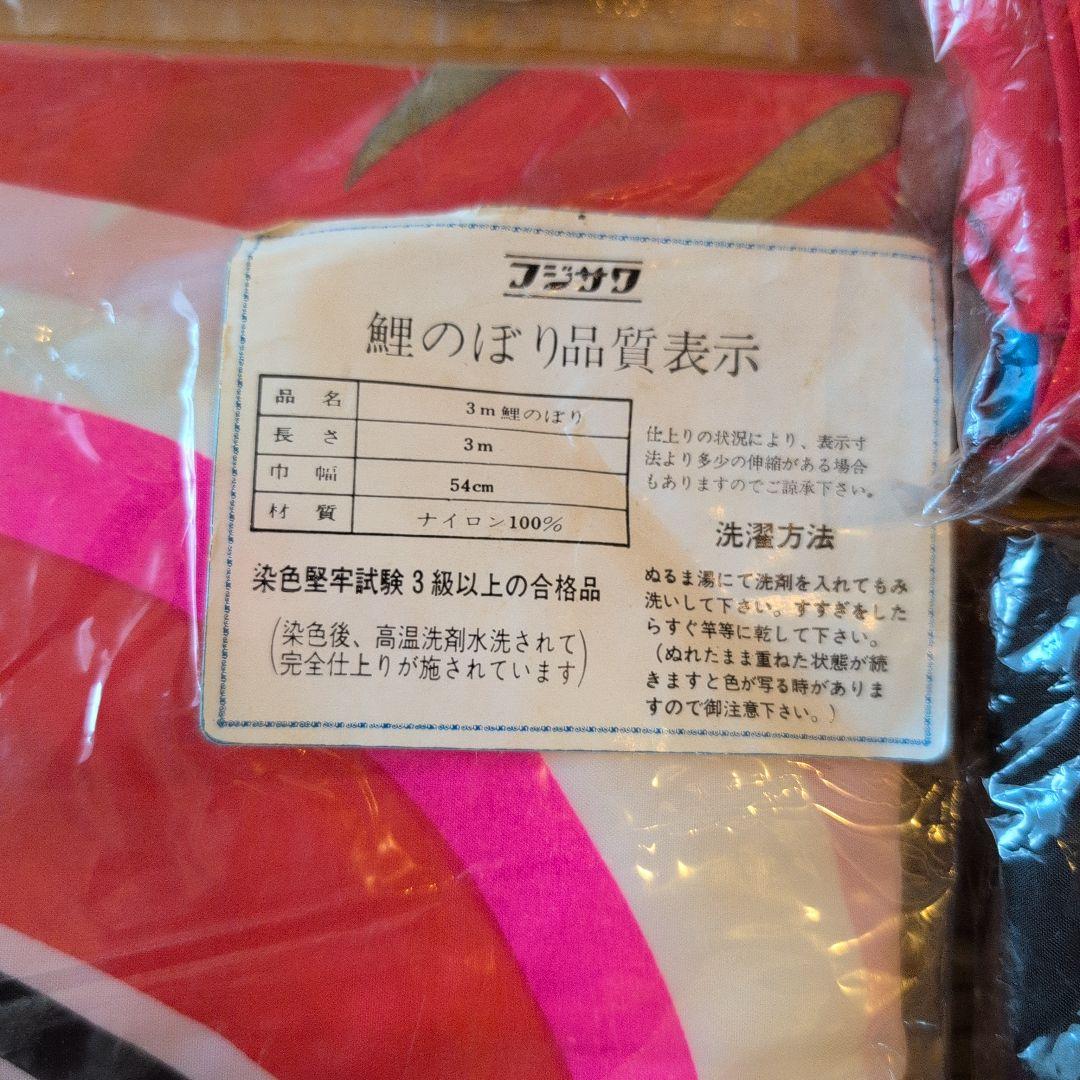 フジサワ
鯉のぼり品質表示
品名 3m鯉のぼり
長さ 3m
巾幅 54cm
材質 ナイロン100%
染色堅牢試験3級以上の合格品
(染色後、高温洗剤水洗されて
完全仕上りが施されています)
仕上りの状況により、表示寸
法より多少の伸縮がある場合
もありますのでご諒承下さい。
洗濯方法
ぬるま湯にて洗剤を入れてもみ
洗いして下さい。すすぎをした
らすぐ竿等に乾して下さい。
(ぬれたまま重ねた状態が続
きますと色が写る時がありま
すので御注意下さい。)